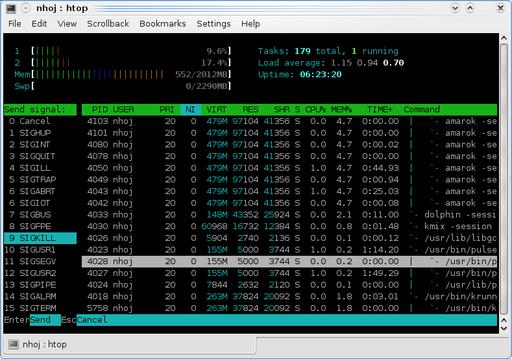 nhoj : htop
File Edit View Scrollback Bookmarks Settings Help
1 [||||| 9.6%] Tasks: 179 total, 1 running
2 [||||||| 17.4%] Load average: 1.15 0.94 0.70
Mem[||||||||||||||||||||||||||| 552/2012MB] Uptime: 06:23:20
Swp[ 0/2290MB]
Send signal: PID USER PRI NI VIRT RES SHR S CPU% MEM% TIME+ Command
0 Cancel 4103 nhoj 20 0 479M 97104 41356 S 0.0 4.7 0:00.00 | `- amarok -se
1 SIGHUP 4101 nhoj 20 0 479M 97104 41356 S 0.0 4.7 0:00.00 | `- amarok -se
2 SIGINT 4080 nhoj 20 0 479M 97104 41356 S 0.0 4.7 0:00.02 | `- amarok -se
3 SIGQUIT 4078 nhoj 20 0 479M 97104 41356 S 0.0 4.7 0:00.00 | `- amarok -se
4 SIGILL 4050 nhoj 20 0 479M 97104 41356 S 1.0 4.7 0:44.93 | `- amarok -se
5 SIGTRAP 4049 nhoj 20 0 479M 97104 41356 S 0.0 4.7 0:00.94 | `- amarok -se
6 SIGABRT 4043 nhoj 20 0 479M 97104 41356 S 1.0 4.7 0:25.03 | `- amarok -se
6 SIGIOT 4042 nhoj 20 0 479M 97104 41356 S 0.0 4.7 0:00.00 | `- amarok -se
7 SIGBUS 4033 nhoj 20 0 148M 43352 25924 S 0.0 2.1 0:11.00 `- dolphin -session
8 SIGFPE 4030 nhoj 20 0 60968 16732 12384 S 0.0 0.8 0:01.48 `- kmix -session
9 SIGKILL 4026 nhoj 20 0 5904 2740 2136 S 0.0 0.1 0:00.12 `- /usr/lib/libgc
10 SIGUSR1 4023 nhoj 20 0 155M 5000 3744 S 1.0 0.2 1:14.20 `- /usr/bin/pulse
11 SIGSEGV 4028 nhoj 20 0 155M 5000 3744 S 0.0 0.2 0:00.00 | `- /usr/bin/p
12 SIGUSR2 4027 nhoj 20 0 155M 5000 3744 S 1.0 0.2 1:49.29 | `- /usr/bin/p
13 SIGPIPE 4024 nhoj 20 0 7844 2632 2120 S 0.0 0.1 0:00.00 `- /usr/lib/p
14 SIGALRM 4018 nhoj 20 0 263M 37824 20092 S 0.0 1.8 0:03.01 `- /usr/bin/krunn
15 SIGTERM 5758 nhoj 20 0 263M 37824 20092 S 0.0 1.8 0:00.00 | `- /usr/bin/k
EnterSend EscCancel
nhoj : htop